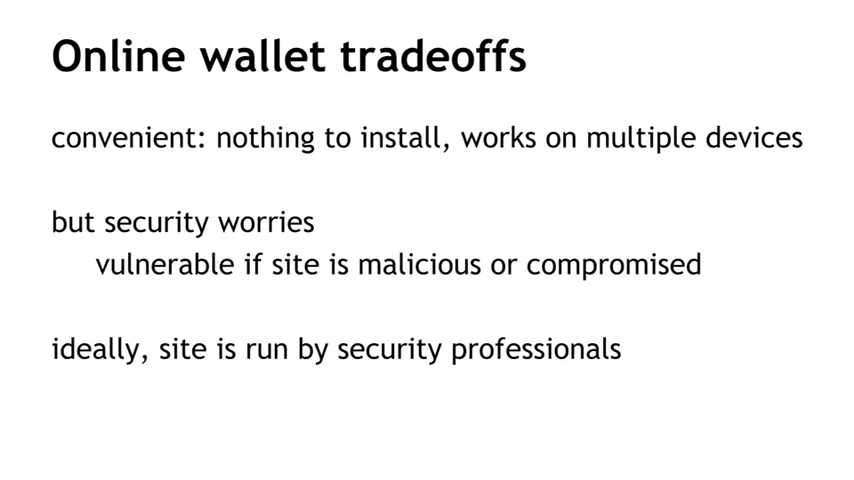 Online wallet tradeoffs
convenient: nothing to install, works on multiple devices
but security worries
vulnerable if site is malicious or compromised
ideally, site is run by security professionals